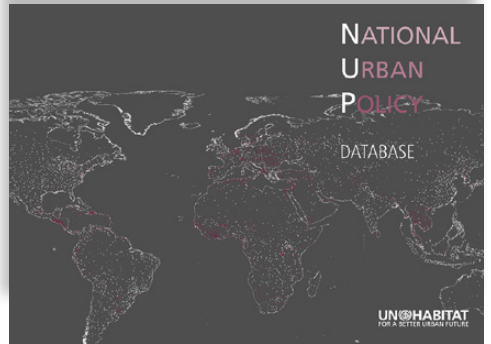 NATIONAL
URBAN
POLICY
DATABASE
UN HABITAT
FOR A BETTER URBAN FUTURE